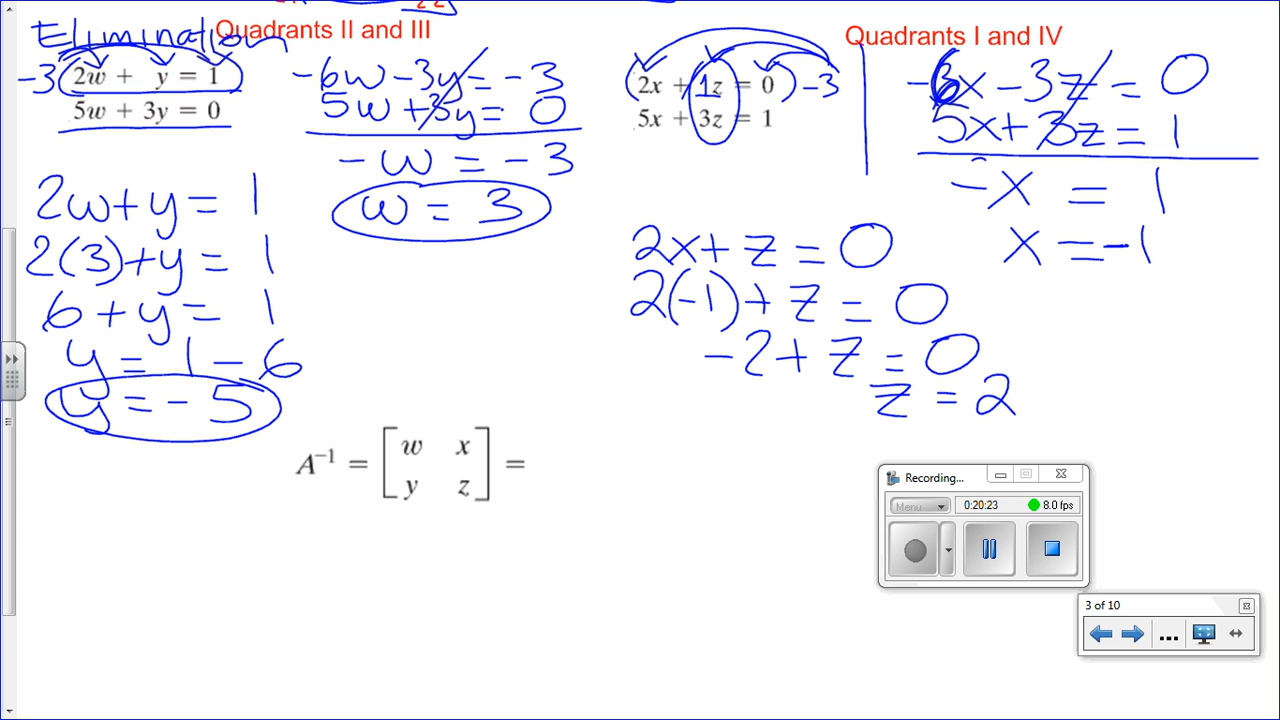 Elimination
Quadrants II and III
-3(2w + y = 1)
5w + 3y = 0
-6w - 3y = -3
5w + 3y = 0
-w = -3
w = 3
2w + y = 1
2(3) + y = 1
6 + y = 1
y = 1 - 6
y = -5
Quadrants I and IV
(2x + 1z = 0) -3
5x + 3z = 1
-6x - 3z = 0
5x + 3z = 1
-x = 1
x = -1
2x + z = 0
2(-1) + z = 0
-2 + z = 0
z = 2
A⁻¹ = [w x
y z] =
Recording...
Menu 0:20:23 8.0 fps
3 of 10
...